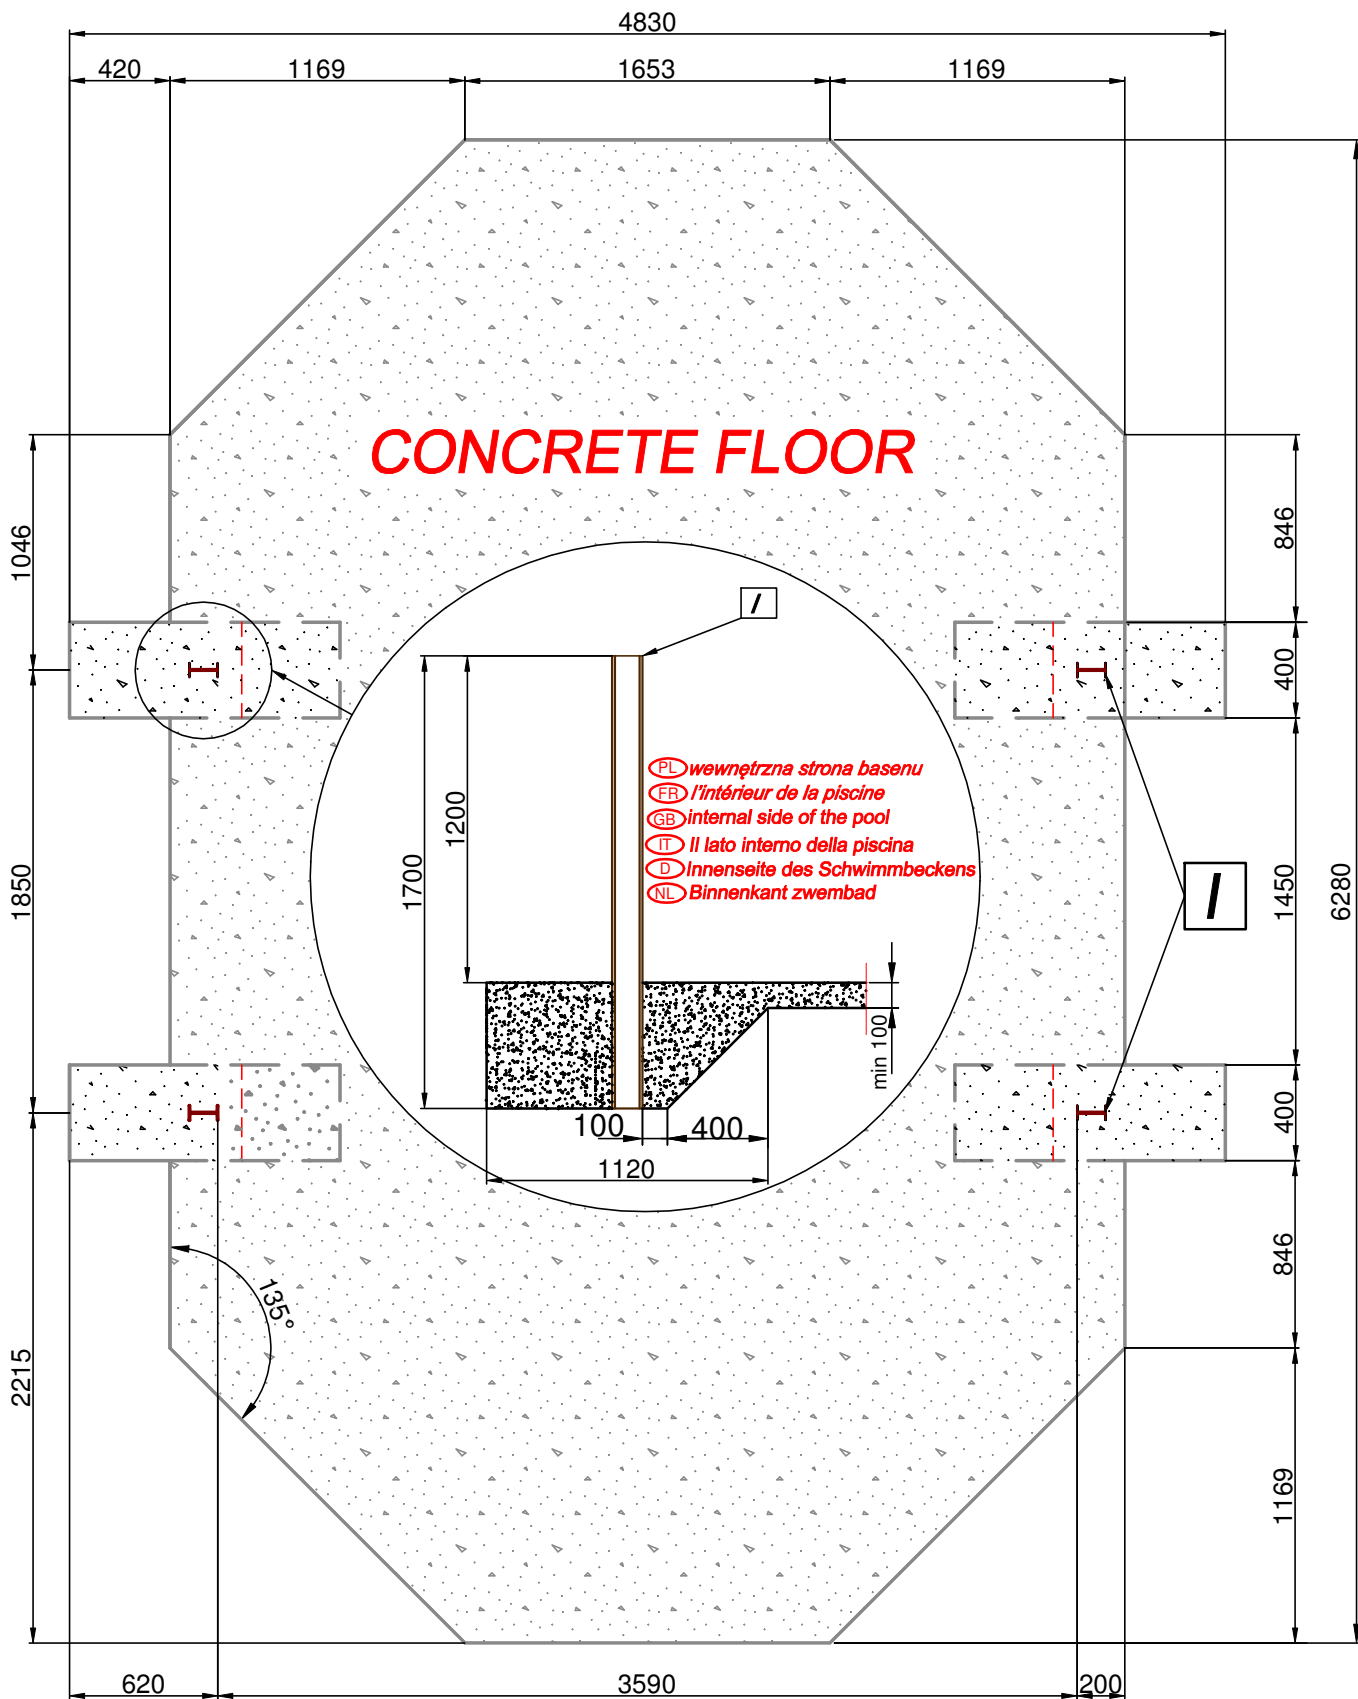 4830
420
1169
1653
1169
CONCRETE FLOOR
1046
846
I
400
1200
1700
PL wewnętrzna strona basenu
FR l'intérieur de la piscine
GB internal side of the pool
IT Il lato interno della piscina
D Innenseite des Schwimmbeckens
NL Binnenkant zwembad
1850
I
1450
6280
min 100
100
400
1120
400
846
135°
2215
1169
620
3590
200